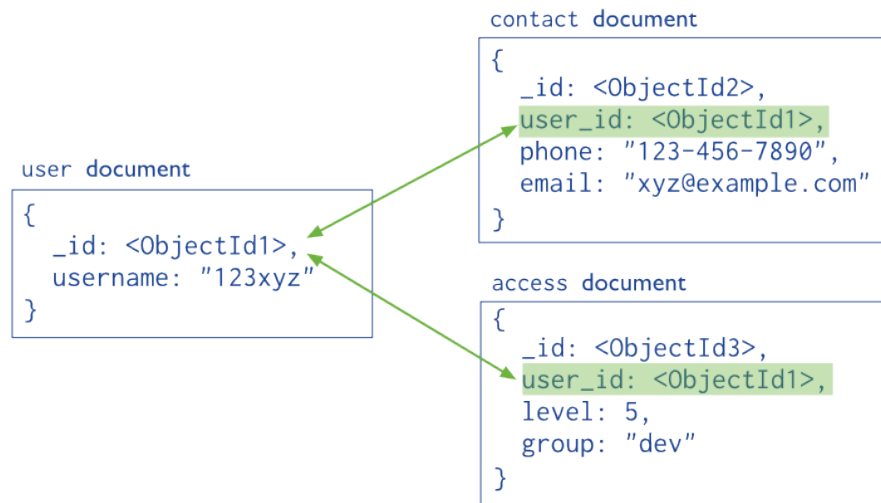 contact document
{
_id: <ObjectId2>,
user_id: <ObjectId1>,
phone: "123-456-7890",
email: "xyz@example.com"
}
user document
{
_id: <ObjectId1>,
username: "123xyz"
}
access document
{
_id: <ObjectId3>,
user_id: <ObjectId1>,
level: 5,
group: "dev"
}